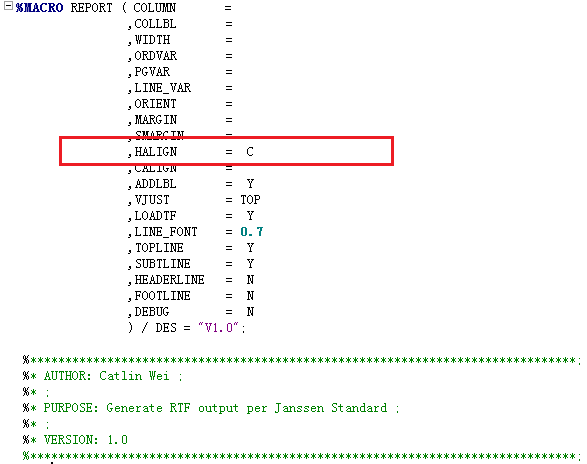 %MACRO REPORT ( COLUMN =
,COLLBL =
,WIDTH =
,ORDVAR =
,PGVAR =
,LINE_VAR =
,ORIENT =
,MARGIN =
,SMARGIN =
,HALIGN = C
,CALIGN =
,ADDLBL = Y
,VJUST = TOP
,LOADTF = Y
,LINE_FONT = 0.7
,TOPLINE = Y
,SUBTLINE = Y
,HEADERLINE = N
,FOOTLINE = N
,DEBUG = N
) / DES = "V1.0";
%******************************************************************************;
%* AUTHOR: Catlin Wei ;
%* ;
%* PURPOSE: Generate RTF output per Janssen Standard ;
%* ;
%* VERSION: 1.0
%******************************************************************************;